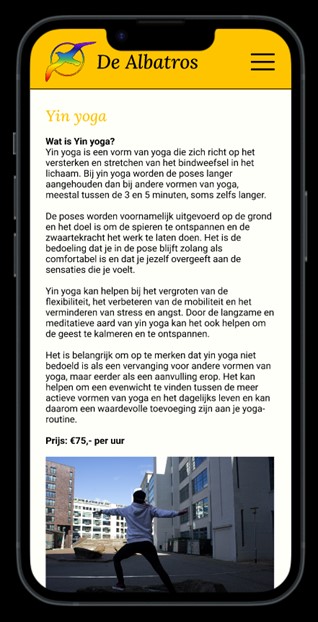 De Albatros
Yin yoga
Wat is Yin yoga?
Yin yoga is een vorm van yoga die zich richt op het
versterken en stretchen van het bindweefsel in het
lichaam. Bij yin yoga worden de poses langer
aangehouden dan bij andere vormen van yoga,
meestal tussen de 3 en 5 minuten, soms zelfs langer.
De poses worden voornamelijk uitgevoerd op de grond
en het doel is om de spieren te ontspannen en de
zwaartekracht het werk te laten doen. Het is de
bedoeling dat je in de pose blijft zolang als
comfortabel is en dat je jezelf overgeeft aan de
sensaties die je voelt.
Yin yoga kan helpen bij het vergroten van de
flexibiliteit, het verbeteren van de mobiliteit en het
verminderen van stress en angst. Door de langzame en
meditatieve aard van yin yoga kan het ook helpen om
de geest te kalmeren en te ontspannen.
Het is belangrijk om op te merken dat yin yoga niet
bedoeld is als een vervanging voor andere vormen van
yoga, maar eerder als een aanvulling erop. Het kan
helpen om een evenwicht te vinden tussen de meer
actieve vormen van yoga en het dagelijks leven en kan
daarom een waardevolle toevoeging zijn aan je yoga-
routine.
Prijs: €75,- per uur